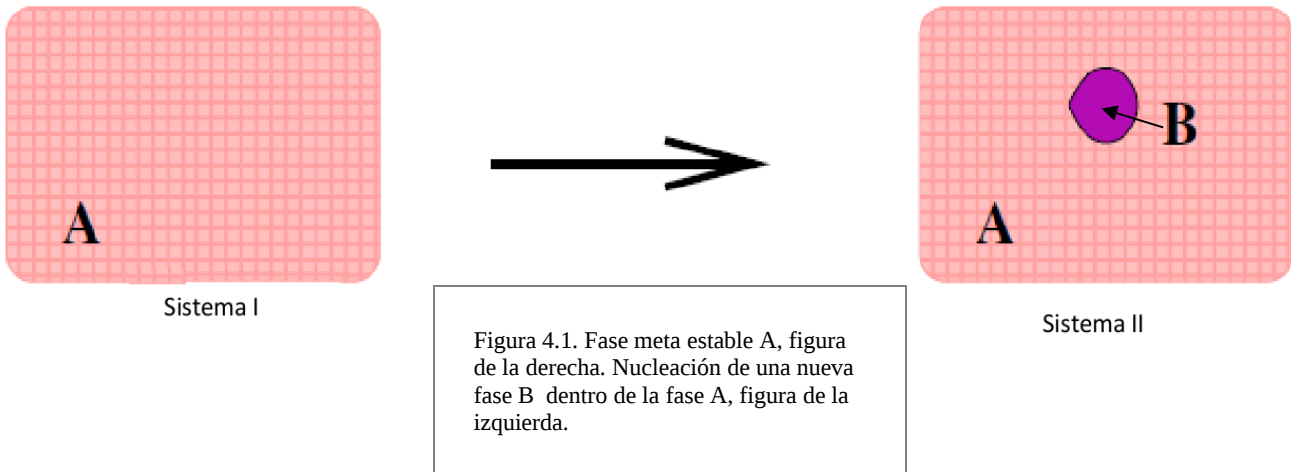 A
Sistema I
B
A
Sistema II
Figura 4.1. Fase meta estable A, figura
de la derecha. Nucleación de una nueva
fase B dentro de la fase A, figura de la
izquierda.